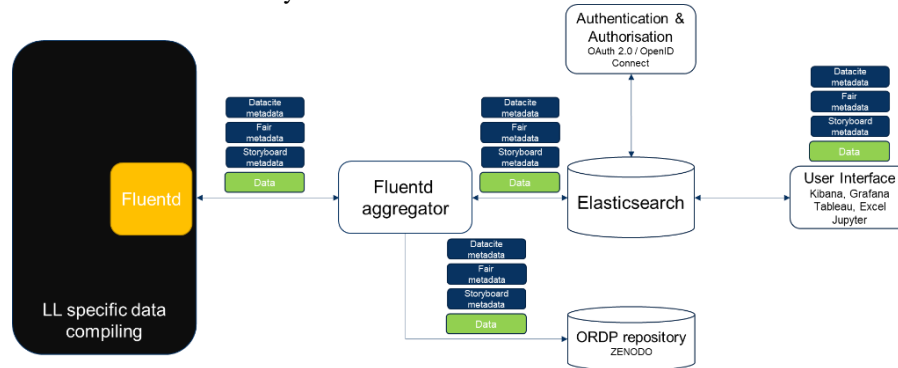 Authentication &
Authorisation
OAuth 2.0 / OpenID
Connect
Datacite
metadata
Fair
metadata
Storyboard
metadata
Data
Datacite
metadata
Fair
metadata
Storyboard
metadata
Data
Datacite
metadata
Fair
metadata
Storyboard
metadata
Data
Fluentd
Fluentd
aggregator
Elasticsearch
User Interface
Kibana, Grafana
Tableau, Excel
Jupyter
Datacite
metadata
Fair
metadata
Storyboard
metadata
Data
LL specific data
compiling
ORDP repository
ZENODO